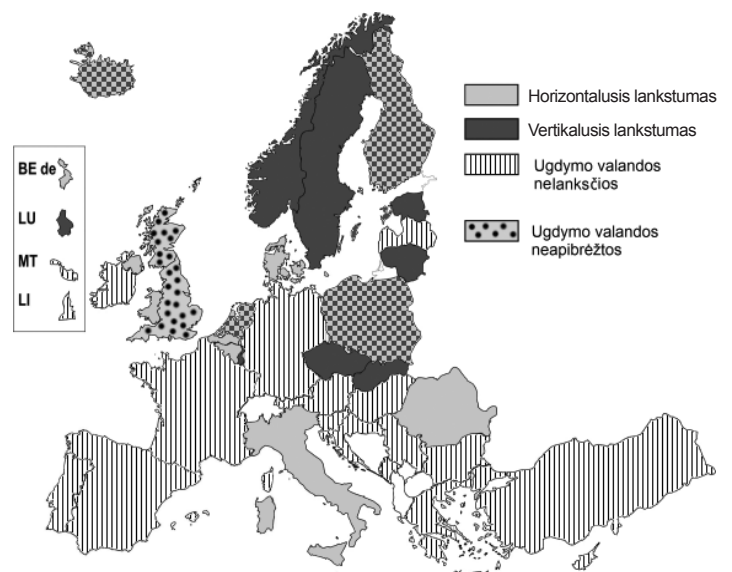 Horizontalusis lankstumas
Vertikalusis lankstumas
Ugdymo valandos
nelanksčios
Ugdymo valandos
neapibrėžtos
BE de
LU
MT
LI